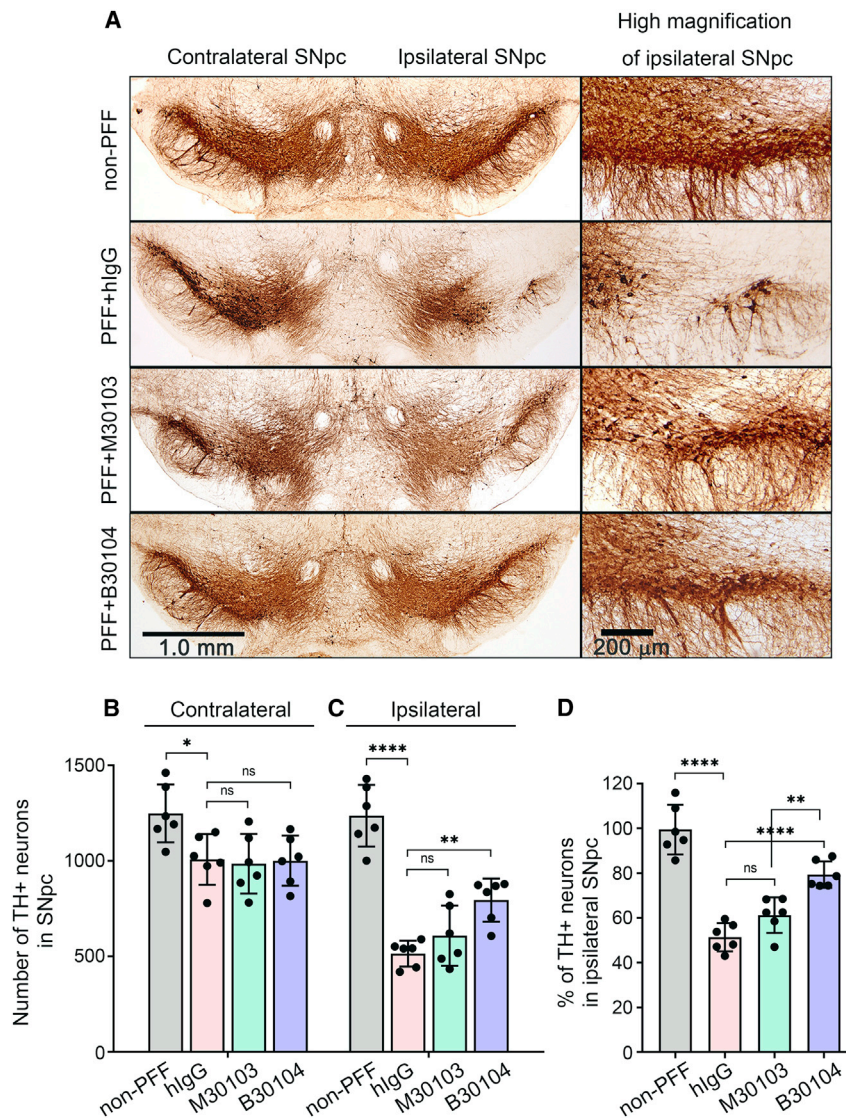 A
Contralateral SNpc
Ipsilateral SNpc
High magnification
of ipsilateral SNpc
non-PFF
PFF+hIgG
PFF+M30103
PFF+B30104
1.0 mm
200 μm
B
Contralateral
Number of TH+ neurons
in SNpc
1500
1000
500
0
*
ns
ns
non-PFF
hIgG
M30103
B30104
C
Ipsilateral
****
**
ns
non-PFF
hIgG
M30103
B30104
D
% of TH+ neurons
in ipsilateral SNpc
120
100
80
60
40
20
0
****
**
****
ns
non-PFF
hIgG
M30103
B30104